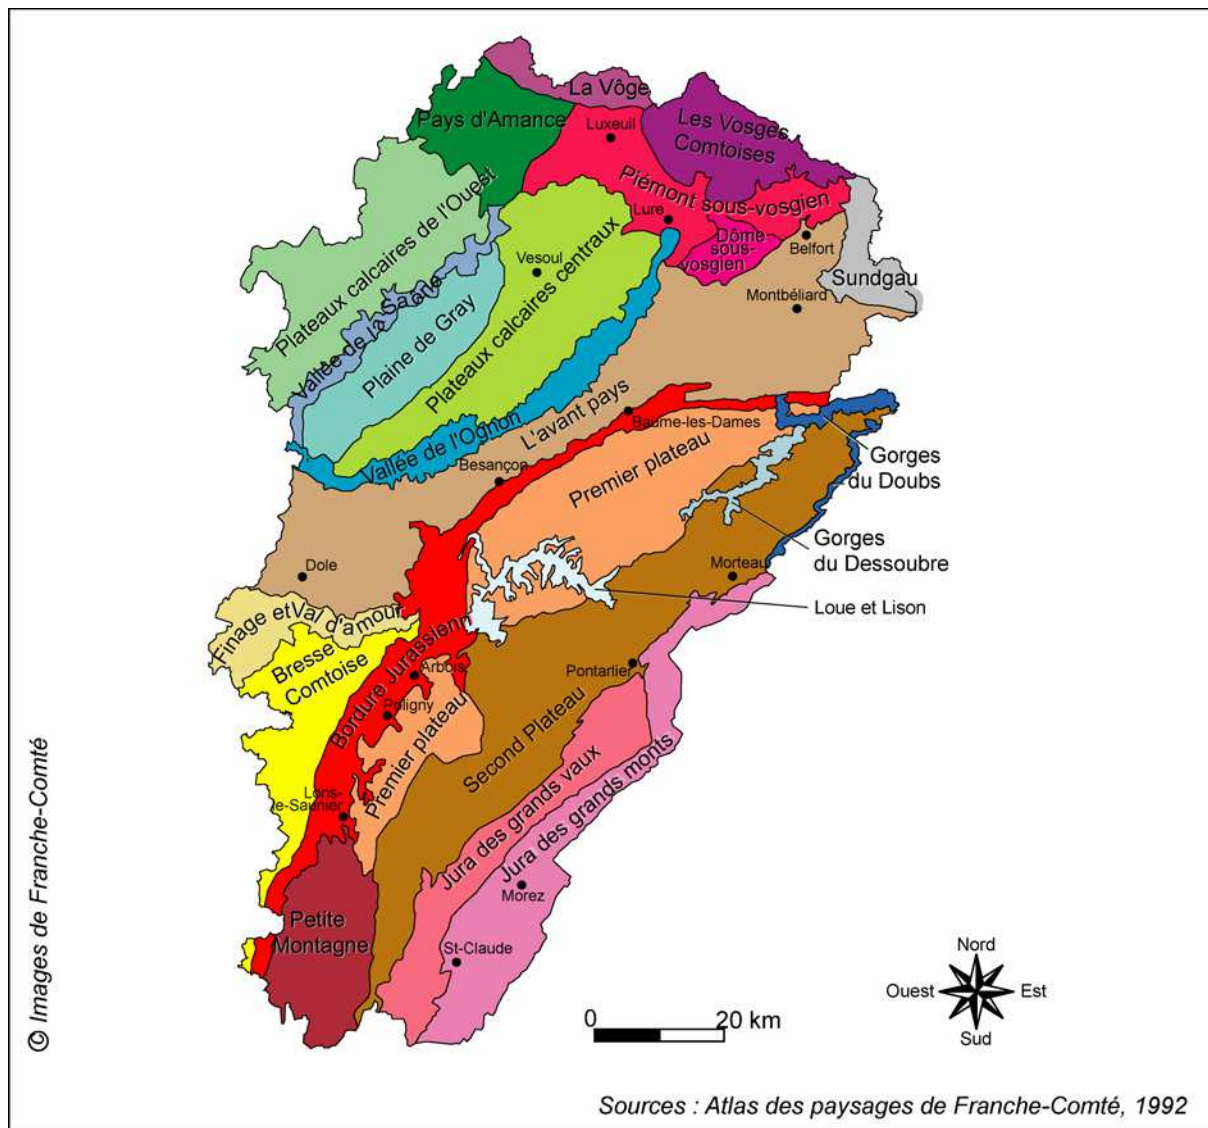 La Vôge
Pays d'Amance
Luxeuil
Les Vosges
Comtoises
Piémont sous-vosgien
Plateaux calcaires de l'Ouest
Lure
Dôme-
sous-
vosgien
Belfort
Sundgau
Vesoul
Plateaux calcaires centraux
Vallée de la Saône
Plaine de Gray
Montbéliard
L'avant pays
Baume-les-Dames
Vallée de l'Ognon
Besançon
Premier plateau
Gorges
du Doubs
Gorges
du Dessoubre
Morteau
Dole
Loue et Lison
Finage et Val d'amour
Bresse
Comtoise
Bordure Jurassienn
Arbois
Poligny
Pontarlier
Premier plateau
Second Plateau
Jura des grands vaux
Jura des grands monts
Lons-
le-Saunier
Morez
Petite
Montagne
St-Claude
Nord
Ouest
Est
Sud
0
20 km
© Images de Franche-Comté
Sources : Atlas des paysages de Franche-Comté, 1992